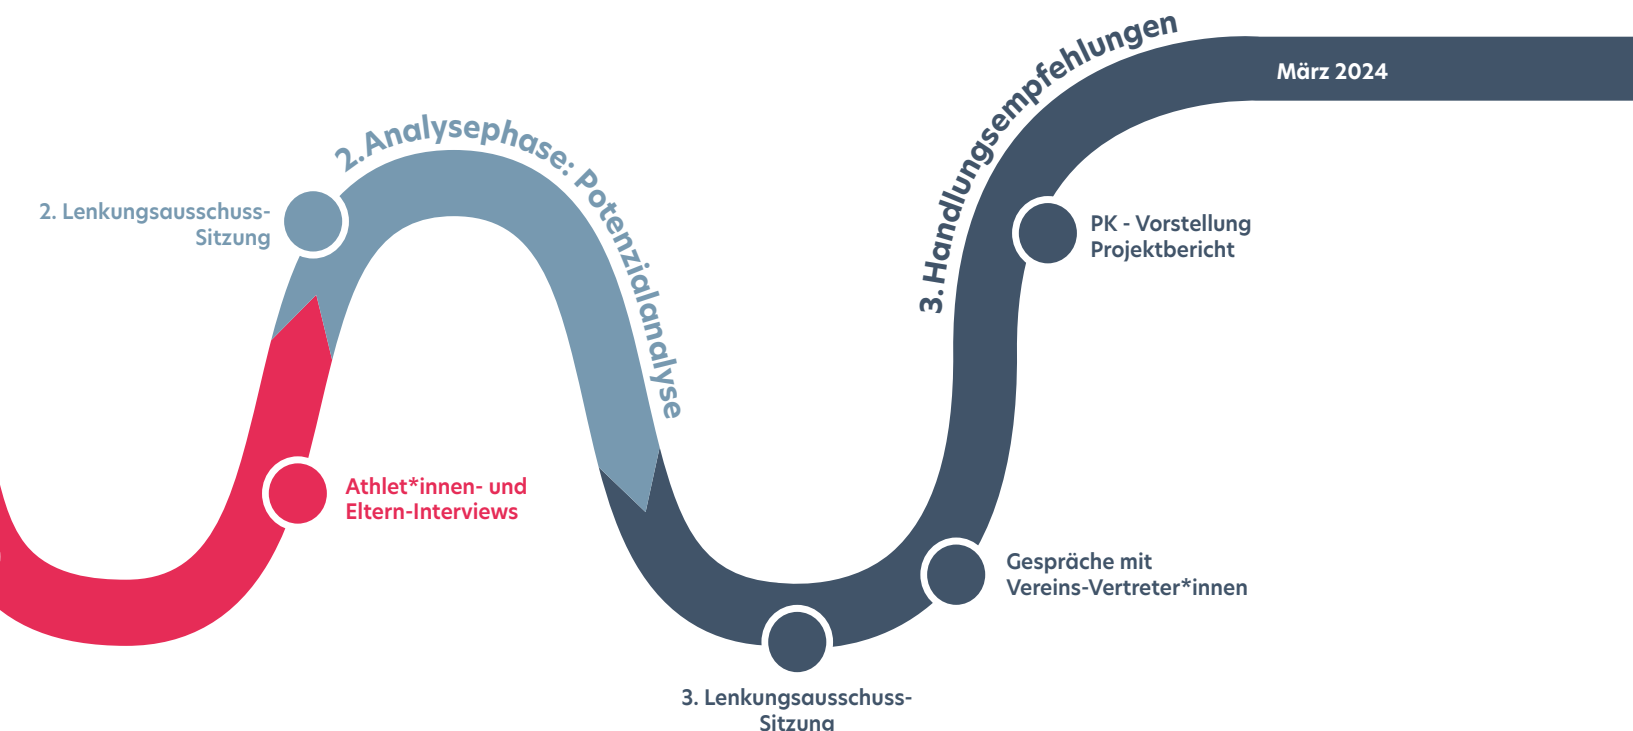 2. Lenkungsausschuss-
Sitzung
Athlet*innen- und
Eltern-Interviews
2. Analysephase: Potenzialanalyse
3. Lenkungsausschuss-
Sitzung
Gespräche mit
Vereins-Vertreter*innen
3. Handlungsempfehlungen
PK - Vorstellung
Projektbericht
März 2024